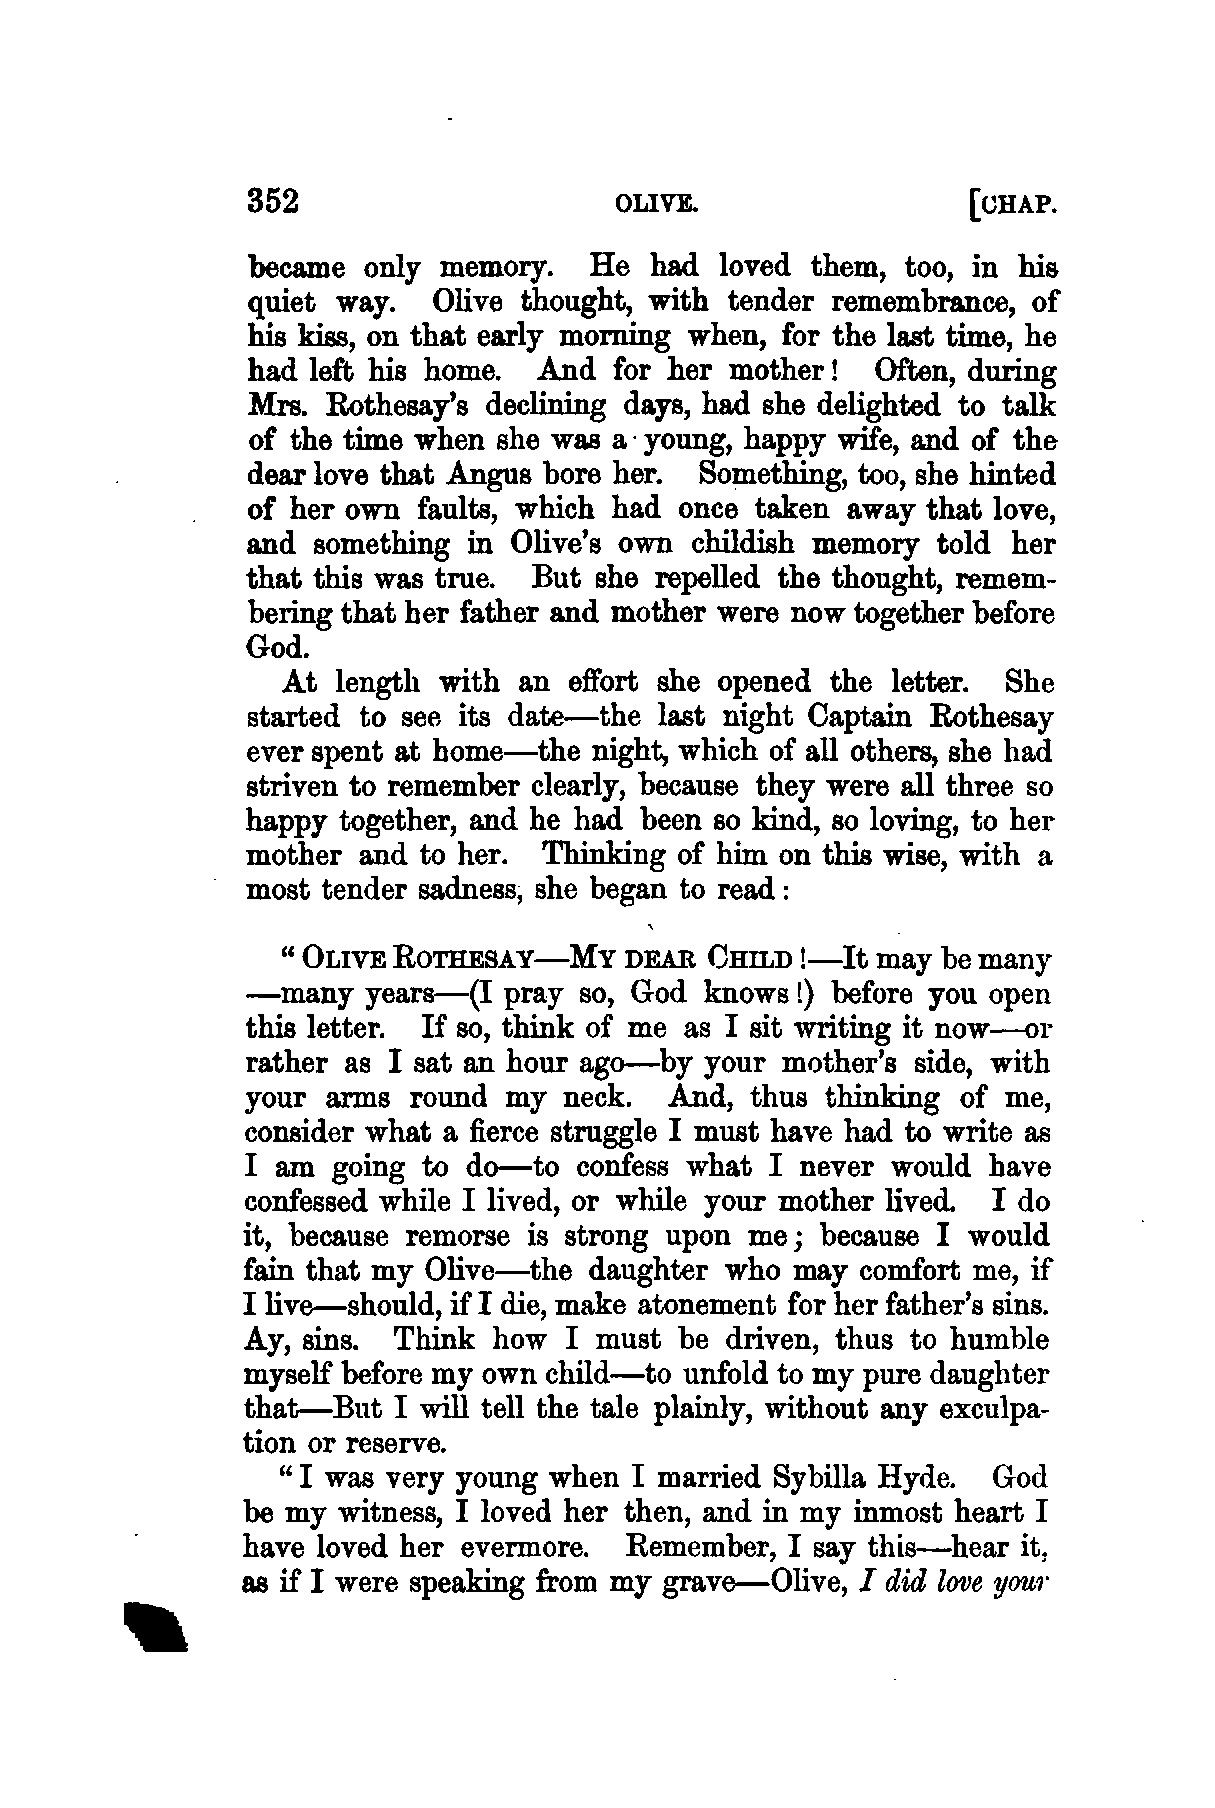 352 OLIVE. [CHAP.
became only memory. He had loved them, too, in his
quiet way. Olive thought, with tender remembrance, of
his kiss, on that early morning when, for the last time, he
had left his home. And for her mother! Often, during
Mrs. Rothesay's declining days, had she delighted to talk
of the time when she was a young, happy wife, and of the
dear love that Angus bore her. Something, too, she hinted
of her own faults, which had once taken away that love,
and something in Olive's own childish memory told her
that this was true. But she repelled the thought, remem-
bering that her father and mother were now together before
God.
At length with an effort she opened the letter. She
started to see its date—the last night Captain Rothesay
ever spent at home—the night, which of all others, she had
striven to remember clearly, because they were all three so
happy together, and he had been so kind, so loving, to her
mother and to her. Thinking of him on this wise, with a
most tender sadness, she began to read:
"OLIVE ROTHESAY—MY DEAR CHILD!—It may be many
—many years—(I pray so, God knows!) before you open
this letter. If so, think of me as I sit writing it now—or
rather as I sat an hour ago—by your mother's side, with
your arms round my neck. And, thus thinking of me,
consider what a fierce struggle I must have had to write as
I am going to do—to confess what I never would have
confessed while I lived, or while your mother lived. I do
it, because remorse is strong upon me; because I would
fain that my Olive—the daughter who may comfort me, if
I live—should, if I die, make atonement for her father's sins.
Ay, sins. Think how I must be driven, thus to humble
myself before my own child—to unfold to my pure daughter
that—But I will tell the tale plainly, without any exculpa-
tion or reserve.
"I was very young when I married Sybilla Hyde. God
be my witness, I loved her then, and in my inmost heart I
have loved her evermore. Remember, I say this—hear it,
as if I were speaking from my grave—Olive, I did love your